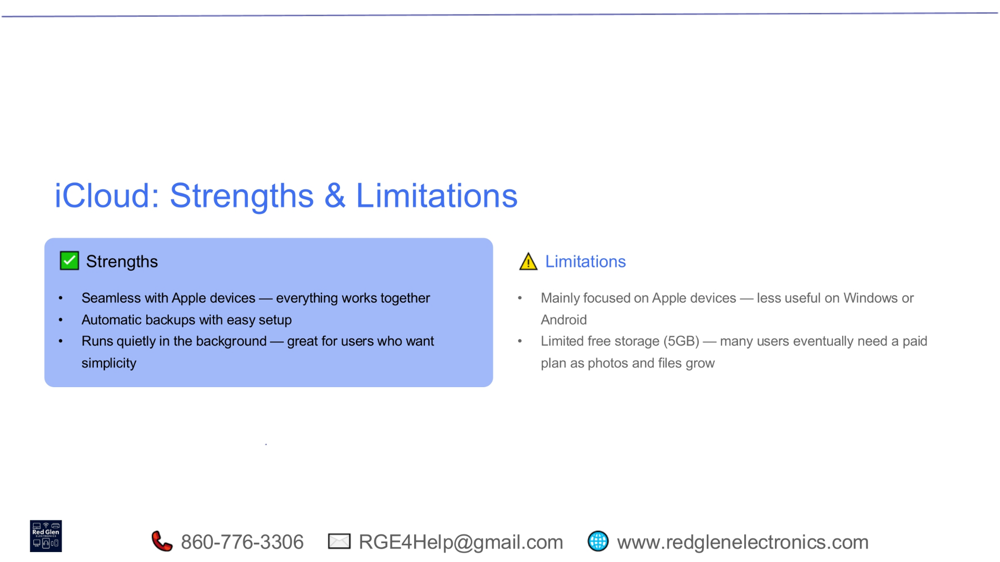 iCloud: Strengths & Limitations
✅ Strengths
• Seamless with Apple devices — everything works together
• Automatic backups with easy setup
• Runs quietly in the background — great for users who want
simplicity
⚠ Limitations
• Mainly focused on Apple devices — less useful on Windows or
Android
• Limited free storage (5GB) — many users eventually need a paid
plan as photos and files grow
.
Red Glen
ELECTRONICS
860-776-3306 RGE4Help@gmail.com www.redglenelectronics.com